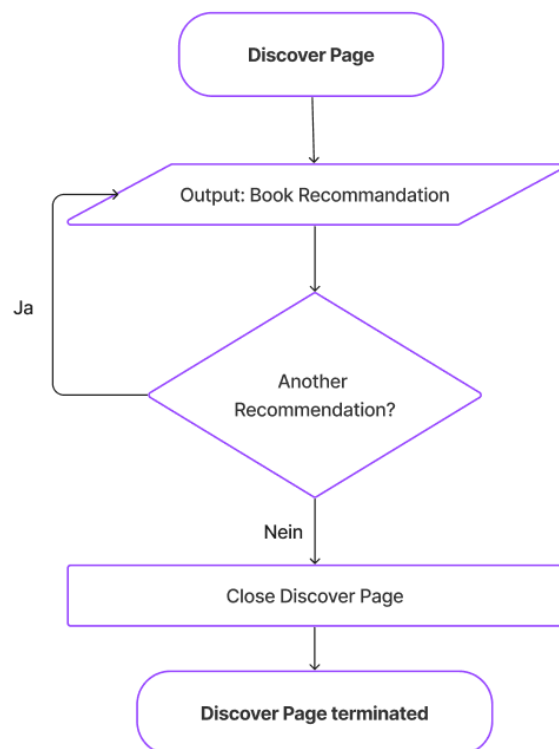 Discover Page
Output: Book Recommandation
Ja
Another
Recommendation?
Nein
Close Discover Page
Discover Page terminated